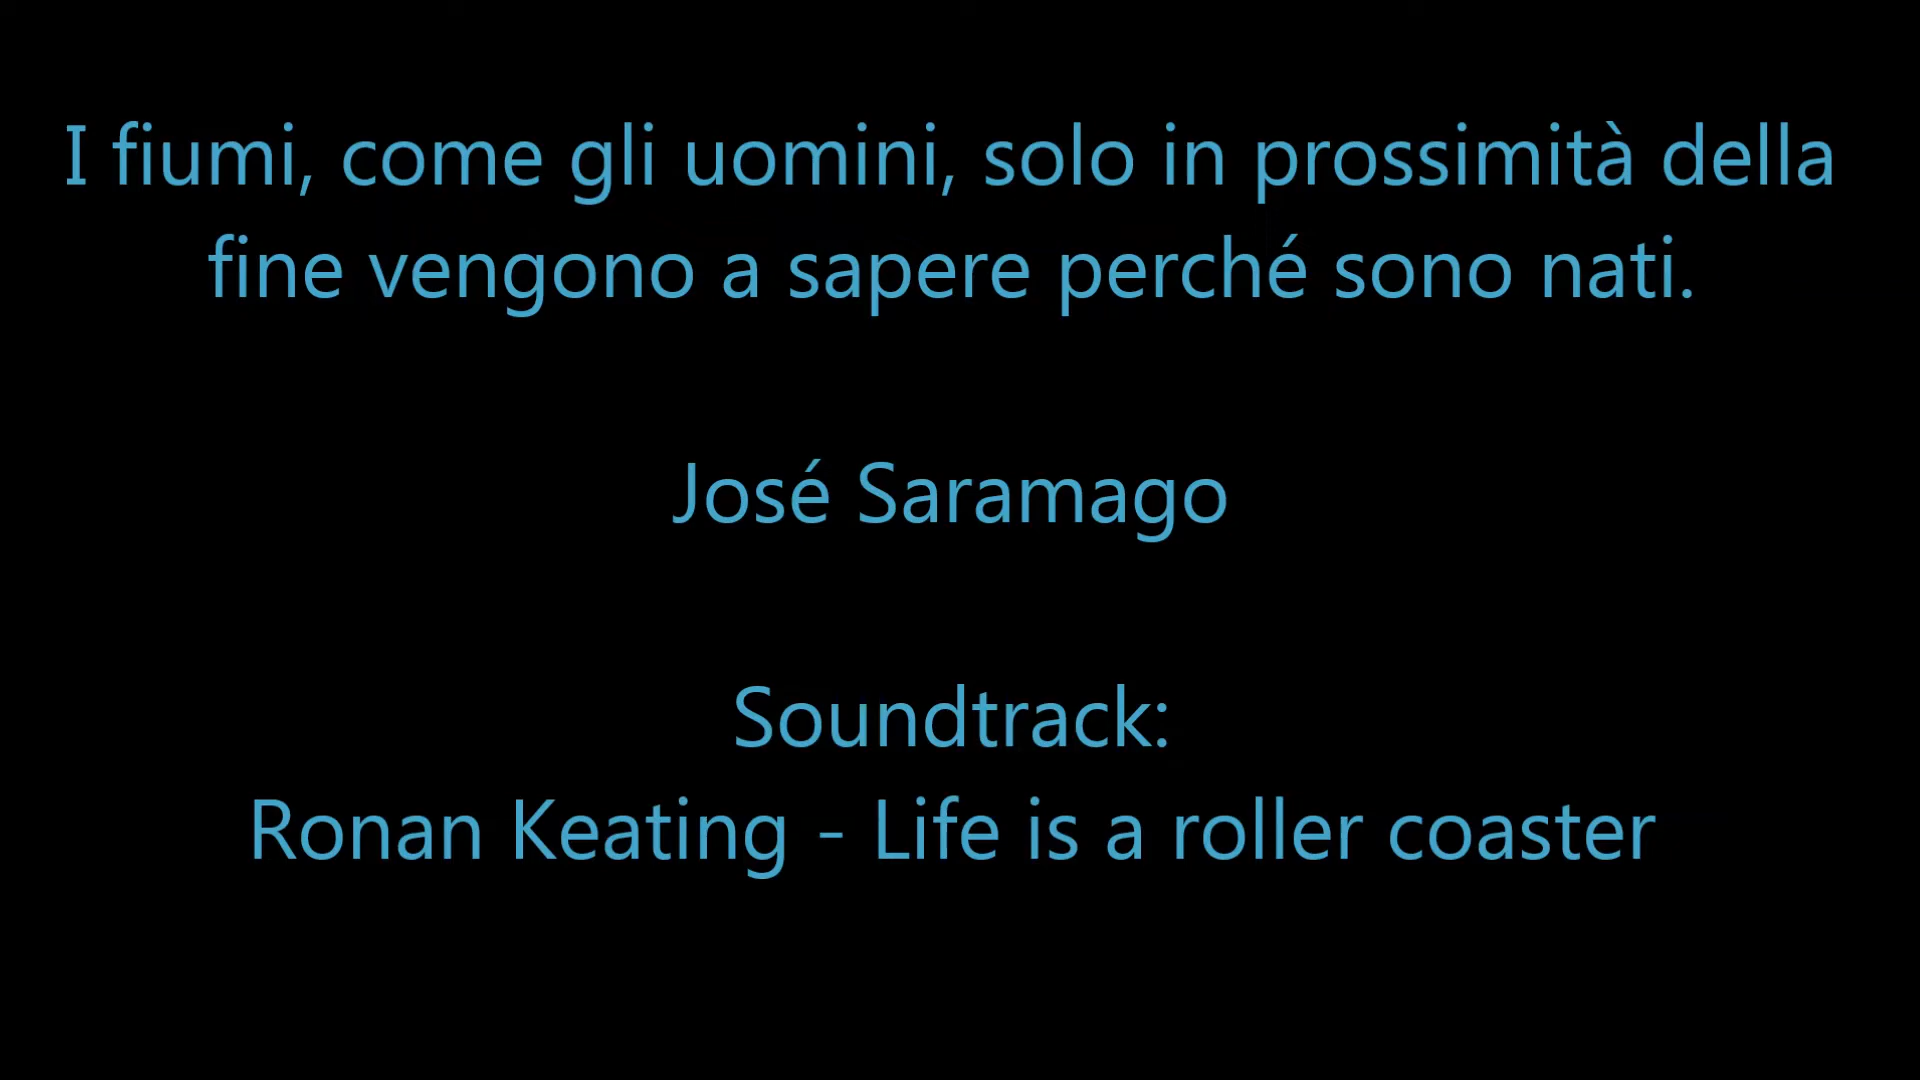 I fiumi, come gli uomini, solo in prossimità della
fine vengono a sapere perché sono nati.
José Saramago
Soundtrack:
Ronan Keating - Life is a roller coaster